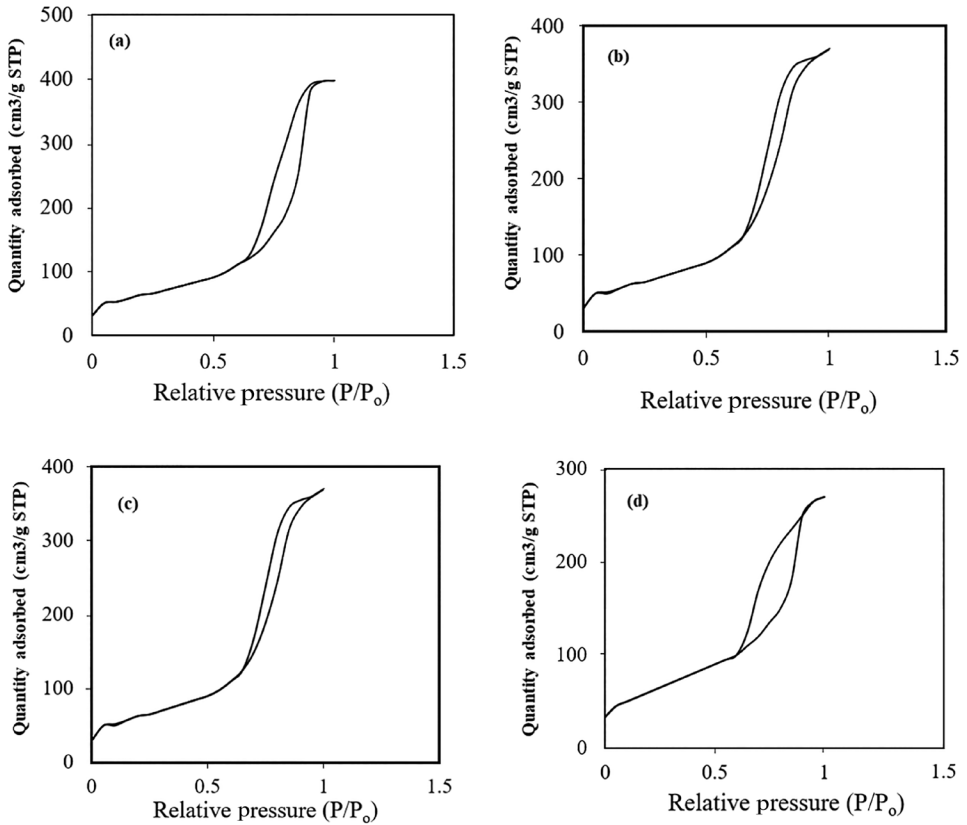 (a)
Quantity adsorbed (cm3/g STP)
500
400
300
200
100
0
0 0.5 1 1.5
Relative pressure (P/Po)
(b)
Quantity adsorbed (cm3/g STP)
400
300
200
100
0
0 0.5 1 1.5
Relative pressure (P/Po)
(c)
Quantity adsorbed (cm3/g STP)
400
300
200
100
0
0 0.5 1 1.5
Relative pressure (P/Po)
(d)
Quantity adsorbed (cm3/g STP)
300
200
100
0
0 0.5 1 1.5
Relative pressure (P/Po)